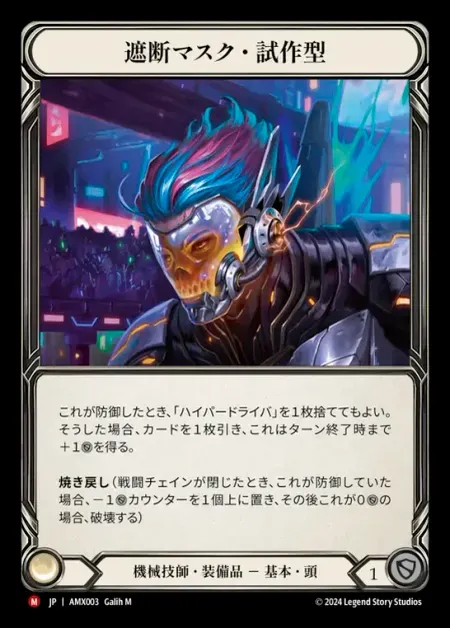 遮断マスク・試作型
これが防御したとき、「ハイパードライバ」を1枚捨ててもよい。
そうした場合、カードを1枚引き、これはターン終了時まで
+1を得る。
焼き戻し(戦闘チェインが閉じたとき、これが防御していた
場合、-1カウンターを1個上に置き、その後これが0の
場合、破壊する)
機械技師・装備品 − 基本・頭
1
M JP | AMX003 Galih M
© 2024 Legend Story Studios